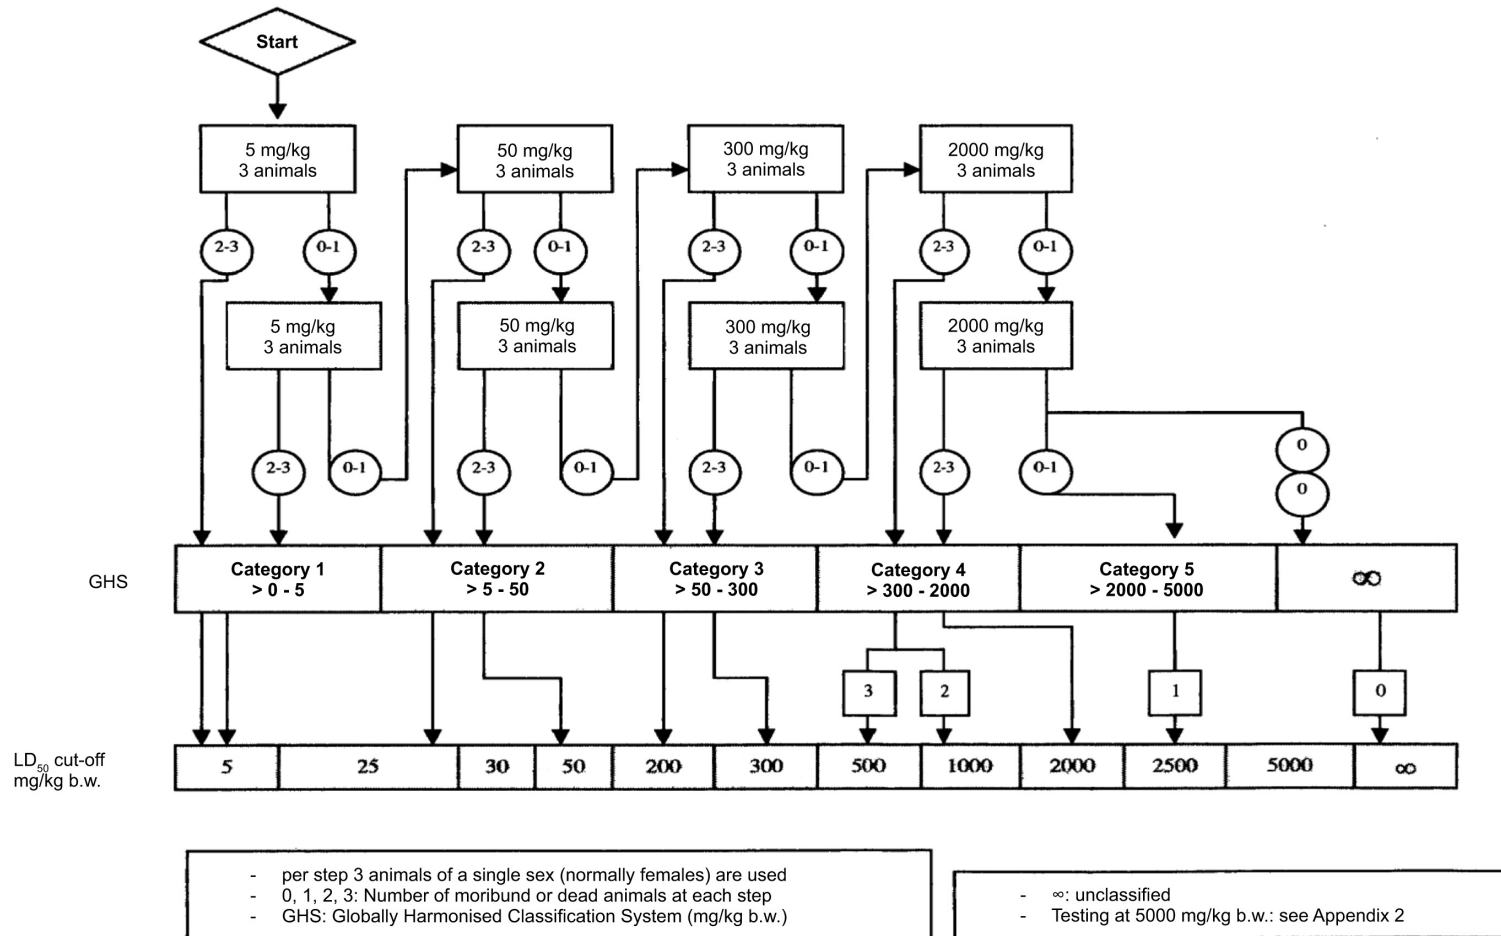 Start
5 mg/kg
3 animals
50 mg/kg
3 animals
300 mg/kg
3 animals
2000 mg/kg
3 animals
2-3
0-1
2-3
0-1
2-3
0-1
2-3
0-1
5 mg/kg
3 animals
50 mg/kg
3 animals
300 mg/kg
3 animals
2000 mg/kg
3 animals
2-3
0-1
2-3
0-1
2-3
0-1
2-3
0-1
0
0
GHS
Category 1
> 0 - 5
Category 2
> 5 - 50
Category 3
> 50 - 300
Category 4
> 300 - 2000
Category 5
> 2000 - 5000
∞
3
2
1
0
LD50 cut-off
mg/kg b.w.
5
25
30
50
200
300
500
1000
2000
2500
5000
∞
- per step 3 animals of a single sex (normally females) are used
- 0, 1, 2, 3: Number of moribund or dead animals at each step
- GHS: Globally Harmonised Classification System (mg/kg b.w.)
- ∞: unclassified
- Testing at 5000 mg/kg b.w.: see Appendix 2